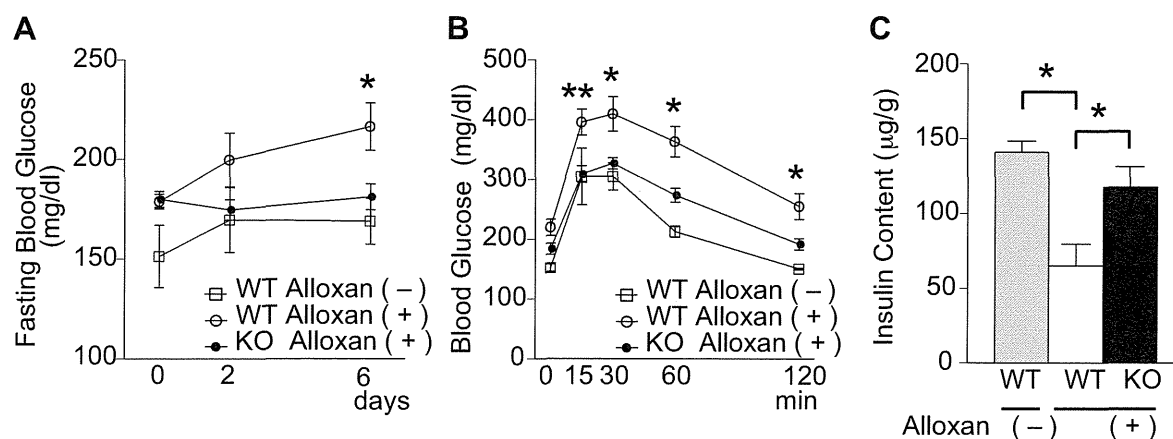 A
Fasting Blood Glucose
(mg/dl)
250
200
150
100
*
WT Alloxan ( − )
WT Alloxan ( + )
KO Alloxan ( + )
0 2 6
days
B
Blood Glucose (mg/dl)
500
400
300
200
100
0
** * * *
WT Alloxan ( − )
WT Alloxan ( + )
KO Alloxan ( + )
0 15 30 60 120
min
C
Insulin Content (μg/g)
200
150
100
50
0
* *
WT WT KO
Alloxan ( − ) ( + )